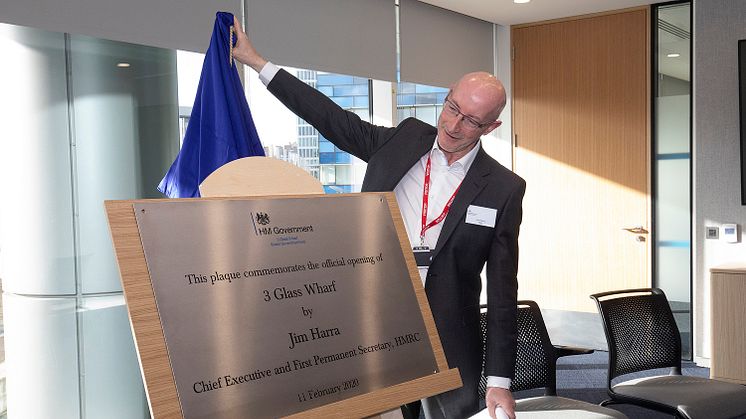 HM Government
This plaque commemorates the official opening of
3 Glass Wharf
by
Jim Harra
Chief Executive and First Permanent Secretary, HMRC
11 February 2020